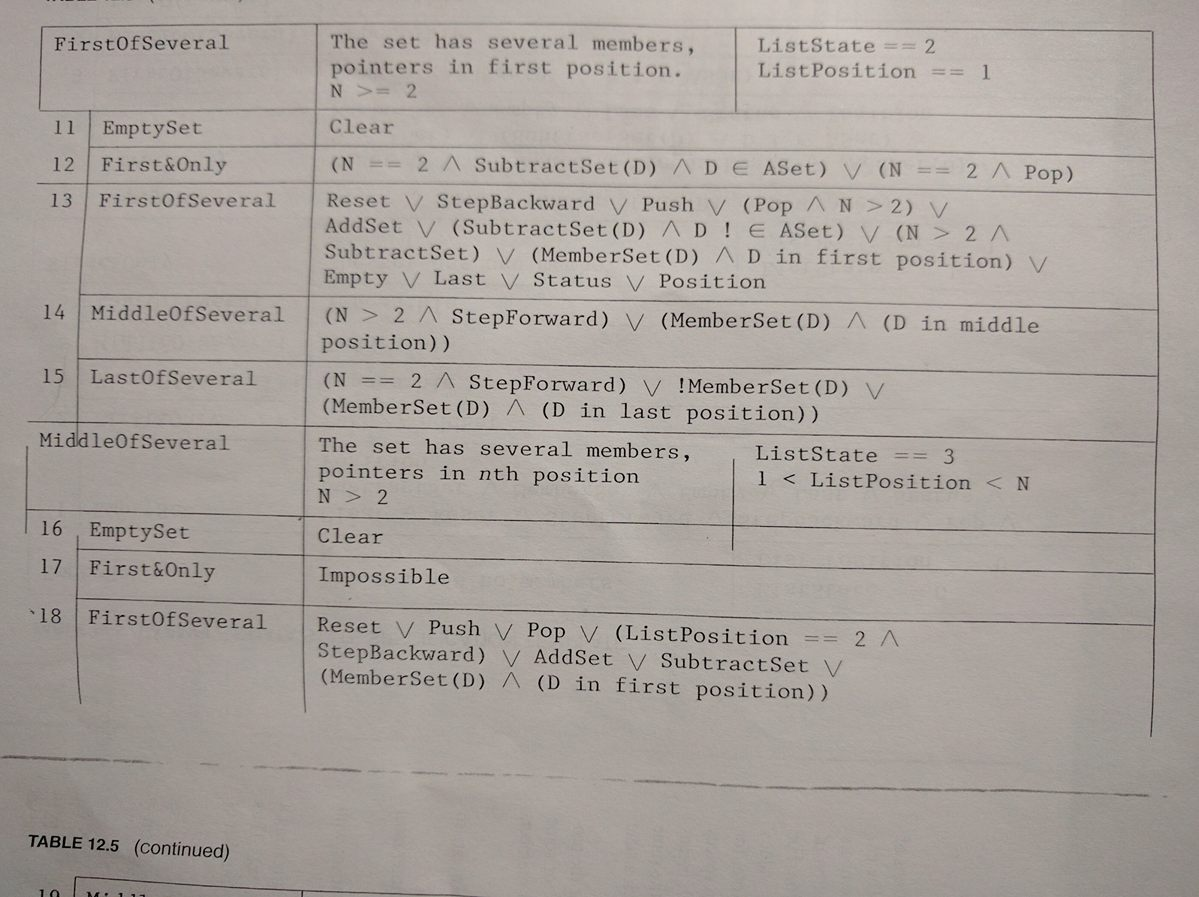 FirstOfSeveral The set has several members, ListState == 2
pointers in first position. ListPosition == 1
N >= 2
11 EmptySet Clear
12 First&Only (N == 2 ∧ SubtractSet(D) ∧ D ∈ ASet) ∨ (N == 2 ∧ Pop)
13 FirstOfSeveral Reset ∨ StepBackward ∨ Push ∨ (Pop ∧ N > 2) ∨
AddSet ∨ (SubtractSet(D) ∧ D ! ∈ ASet) ∨ (N > 2 ∧
SubtractSet) ∨ (MemberSet(D) ∧ D in first position) ∨
Empty ∨ Last ∨ Status ∨ Position
14 MiddleOfSeveral (N > 2 ∧ StepForward) ∨ (MemberSet(D) ∧ (D in middle
position))
15 LastOfSeveral (N == 2 ∧ StepForward) ∨ !MemberSet(D) ∨
(MemberSet(D) ∧ (D in last position))
MiddleOfSeveral The set has several members, ListState == 3
pointers in nth position 1 < ListPosition < N
N > 2
16 EmptySet Clear
17 First&Only Impossible
18 FirstOfSeveral Reset ∨ Push ∨ Pop ∨ (ListPosition == 2 ∧
StepBackward) ∨ AddSet ∨ SubtractSet ∨
(MemberSet(D) ∧ (D in first position))
TABLE 12.5 (continued)